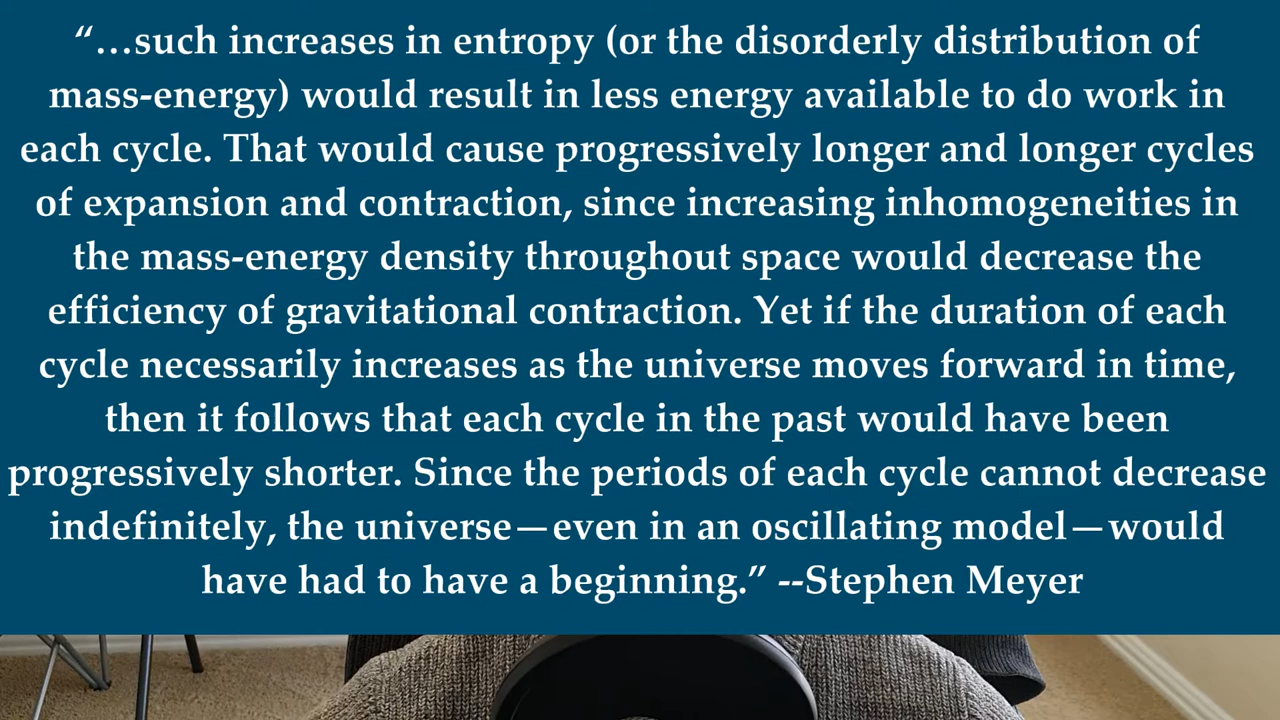 “…such increases in entropy (or the disorderly distribution of
mass-energy) would result in less energy available to do work in
each cycle. That would cause progressively longer and longer cycles
of expansion and contraction, since increasing inhomogeneities in
the mass-energy density throughout space would decrease the
efficiency of gravitational contraction. Yet if the duration of each
cycle necessarily increases as the universe moves forward in time,
then it follows that each cycle in the past would have been
progressively shorter. Since the periods of each cycle cannot decrease
indefinitely, the universe—even in an oscillating model—would
have had to have a beginning.” --Stephen Meyer